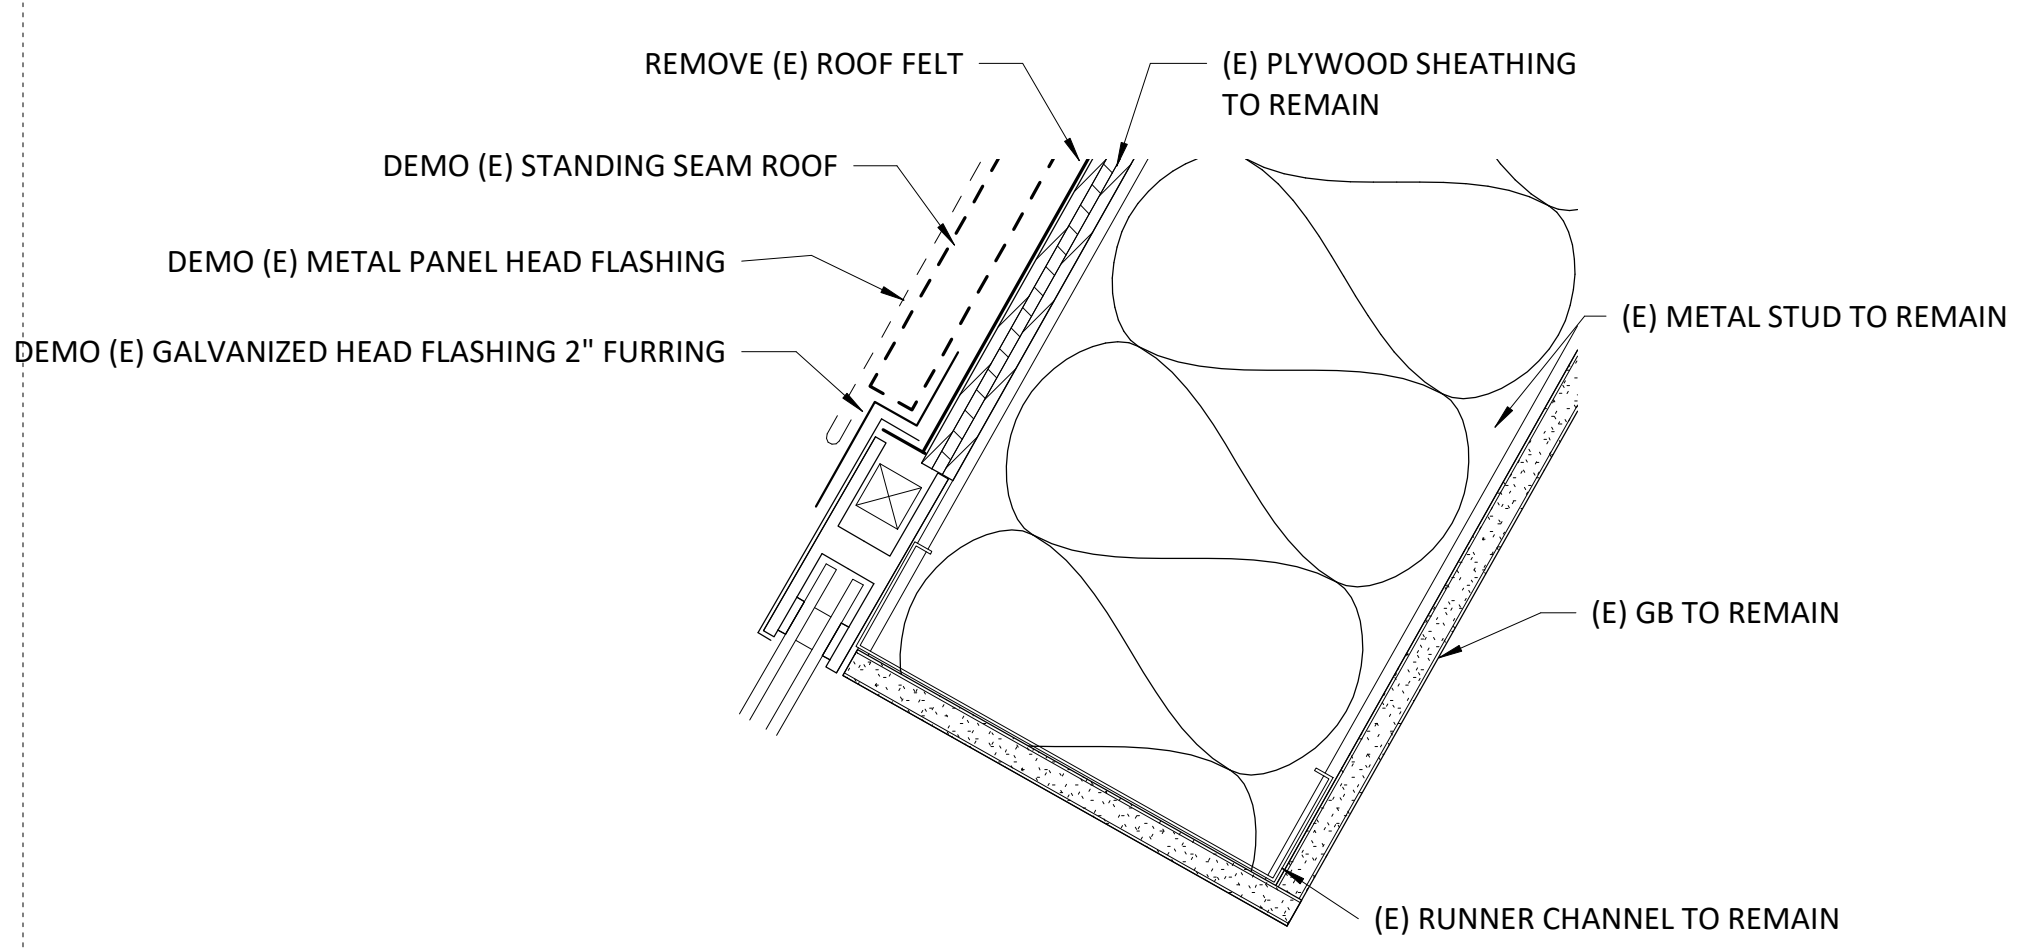 REMOVE (E) ROOF FELT
(E) PLYWOOD SHEATHING
TO REMAIN
DEMO (E) STANDING SEAM ROOF
DEMO (E) METAL PANEL HEAD FLASHING
(E) METAL STUD TO REMAIN
DEMO (E) GALVANIZED HEAD FLASHING 2" FURRING
(E) GB TO REMAIN
(E) RUNNER CHANNEL TO REMAIN